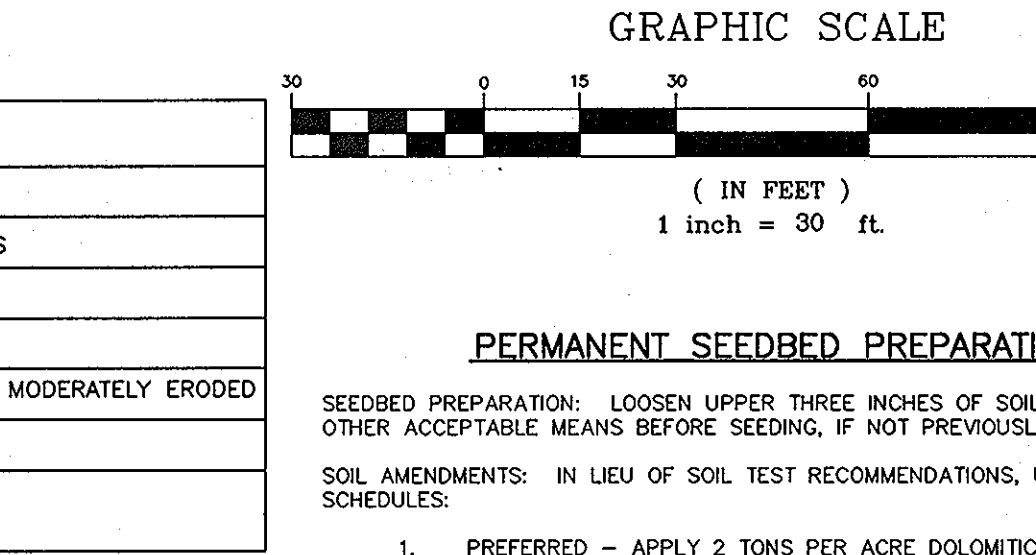 GRAPHIC SCALE
30 0 15 30 60
( IN FEET )
1 inch = 30 ft.
S
MODERATELY ERODED
PERMANENT SEEDBED PREPARATI
SEEDBED PREPARATION: LOOSEN UPPER THREE INCHES OF SOIL
OTHER ACCEPTABLE MEANS BEFORE SEEDING, IF NOT PREVIOUSL
SOIL AMENDMENTS: IN LIEU OF SOIL TEST RECOMMENDATIONS, U
SCHEDULES:
1. PREFERRED – APPLY 2 TONS PER ACRE DOLOMITIC